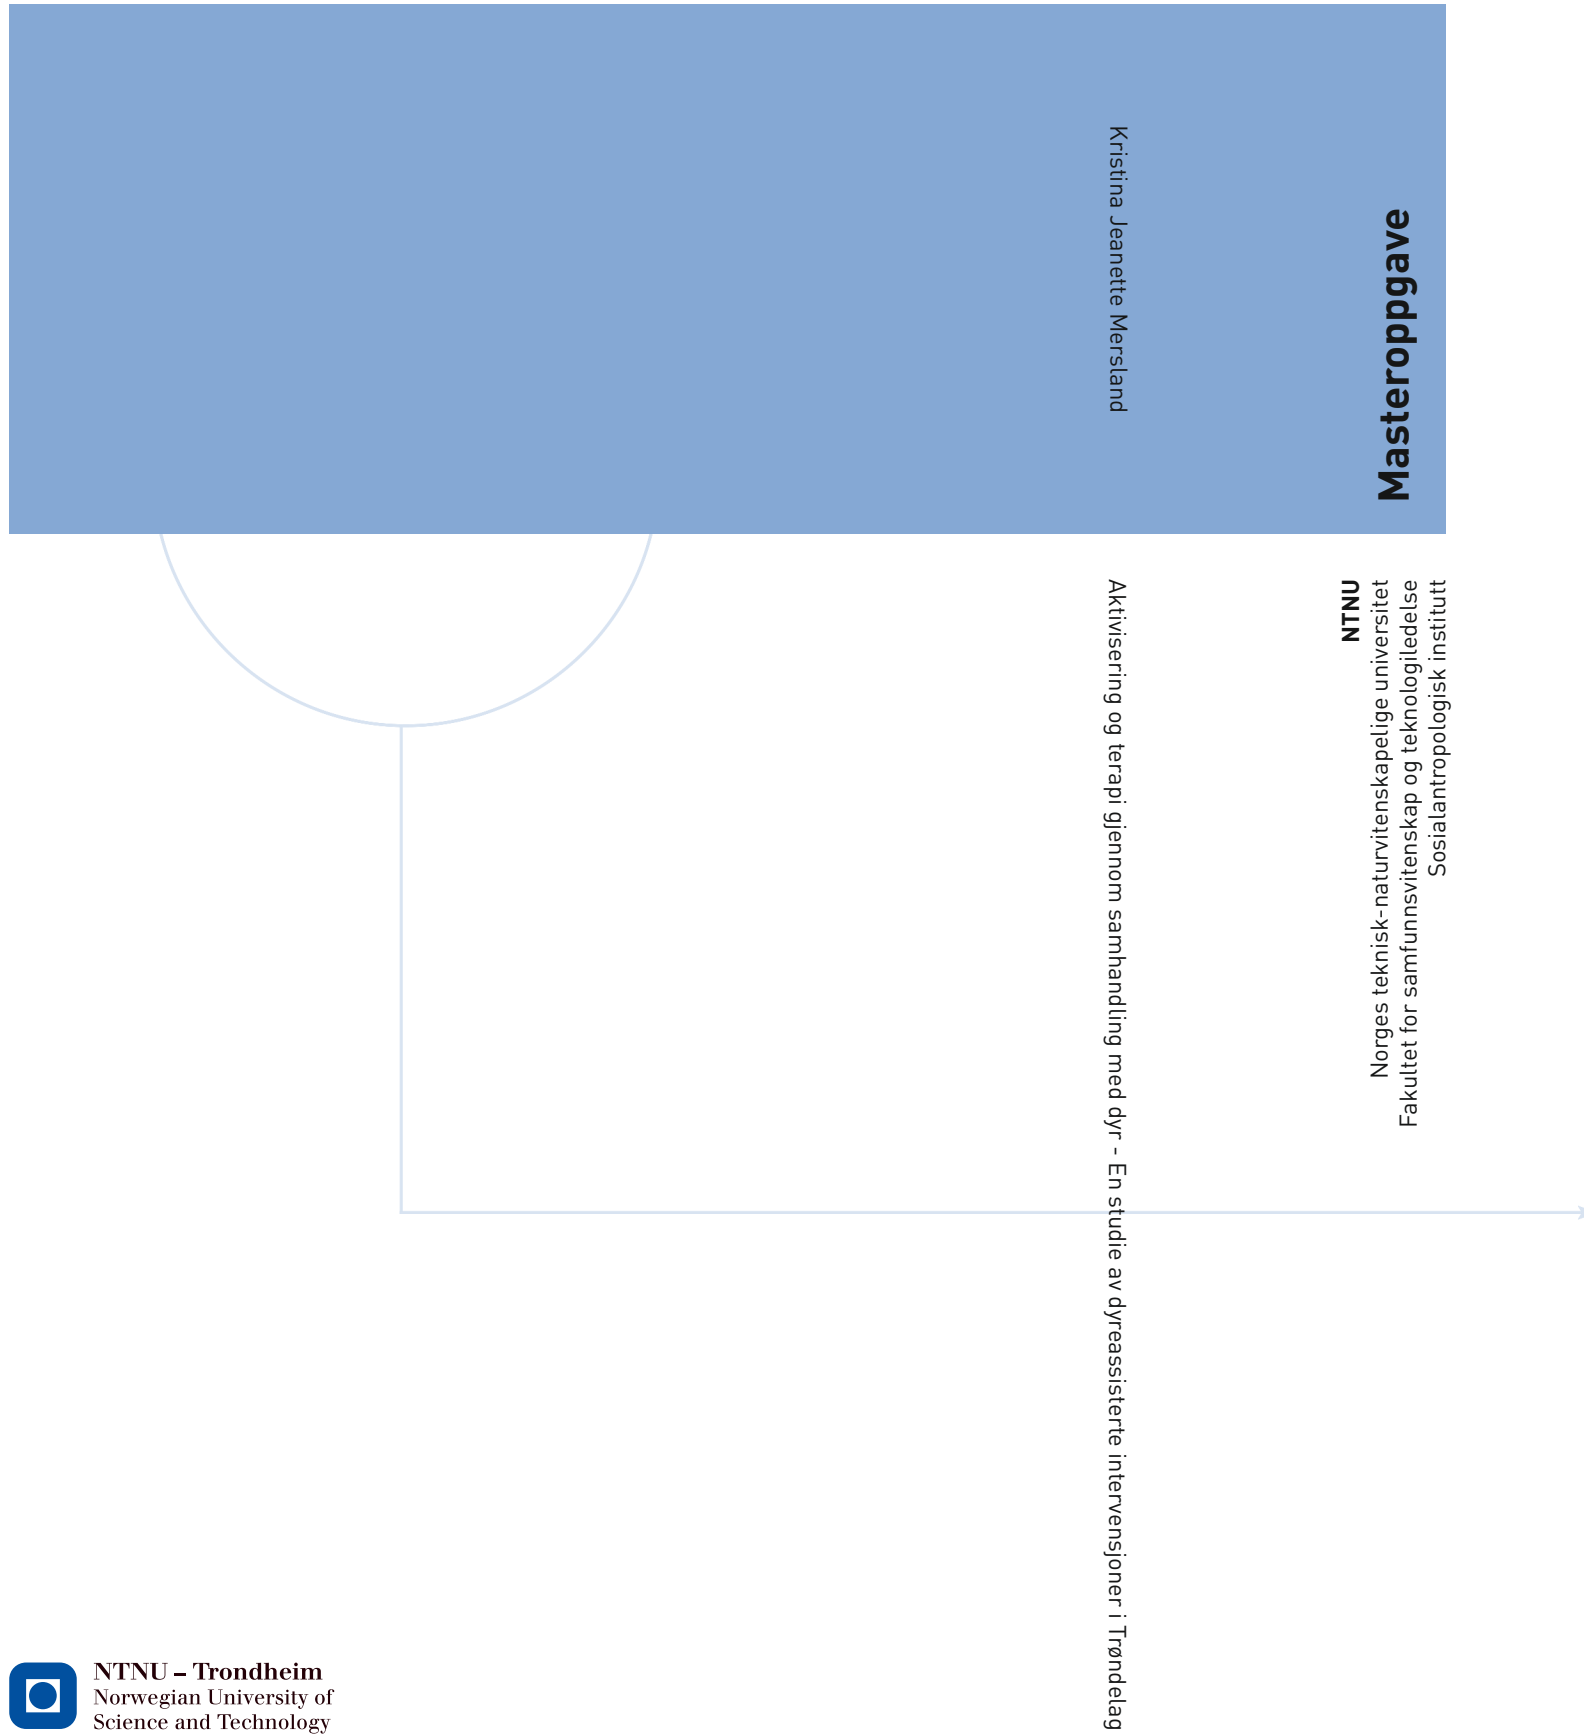 Kristina Jeanette Mersland
Masteroppgave
Aktivisering og terapi gjennom samhandling med dyr - En studie av dyreassisterte intervensjoner i Trøndelag
NTNU
Norges teknisk-naturvitenskapelige universitet
Fakultet for samfunnsvitenskap og teknologiledelse
Sosialantropologisk institutt
NTNU – Trondheim
Norwegian University of
Science and Technology